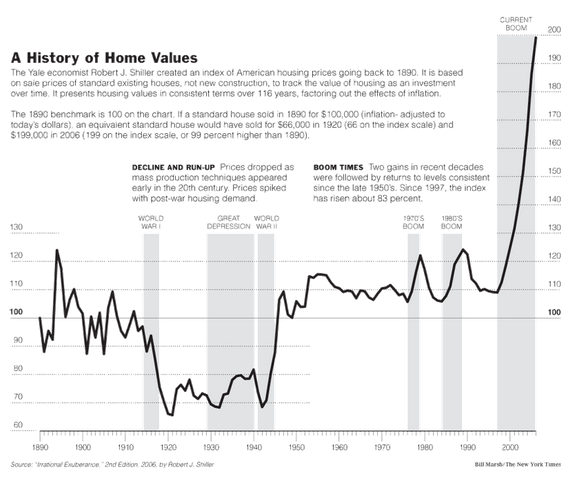 CURRENT
BOOM
A History of Home Values
The Yale economist Robert J. Shiller created an index of American housing prices going back to 1890. It is based
on sale prices of standard existing houses, not new construction, to track the value of housing as an investment
over time. It presents housing values in consistent terms over 116 years, factoring out the effects of inflation.
The 1890 benchmark is 100 on the chart. If a standard house sold in 1890 for $100,000 (inflation- adjusted to
today's dollars), an equivalent standard house would have sold for $66,000 in 1920 (66 on the index scale) and
$199,000 in 2006 (199 on the index scale, or 99 percent higher than 1890).
DECLINE AND RUN-UP Prices dropped as
mass production techniques appeared
early in the 20th century. Prices spiked
with post-war housing demand.
BOOM TIMES Two gains in recent decades
were followed by returns to levels consistent
since the late 1950's. Since 1997, the index
has risen about 83 percent.
WORLD
WAR I
GREAT
DEPRESSION
WORLD
WAR II
1970'S
BOOM
1980'S
BOOM
200
190
180
170
160
150
140
130
120
110
100
130
120
110
100
90
80
70
60
1890 1900 1910 1920 1930 1940 1950 1960 1970 1980 1990 2000
Source: "Irrational Exuberance," 2nd Edition, 2006, by Robert J. Shiller
Bill Marsh/The New York Times